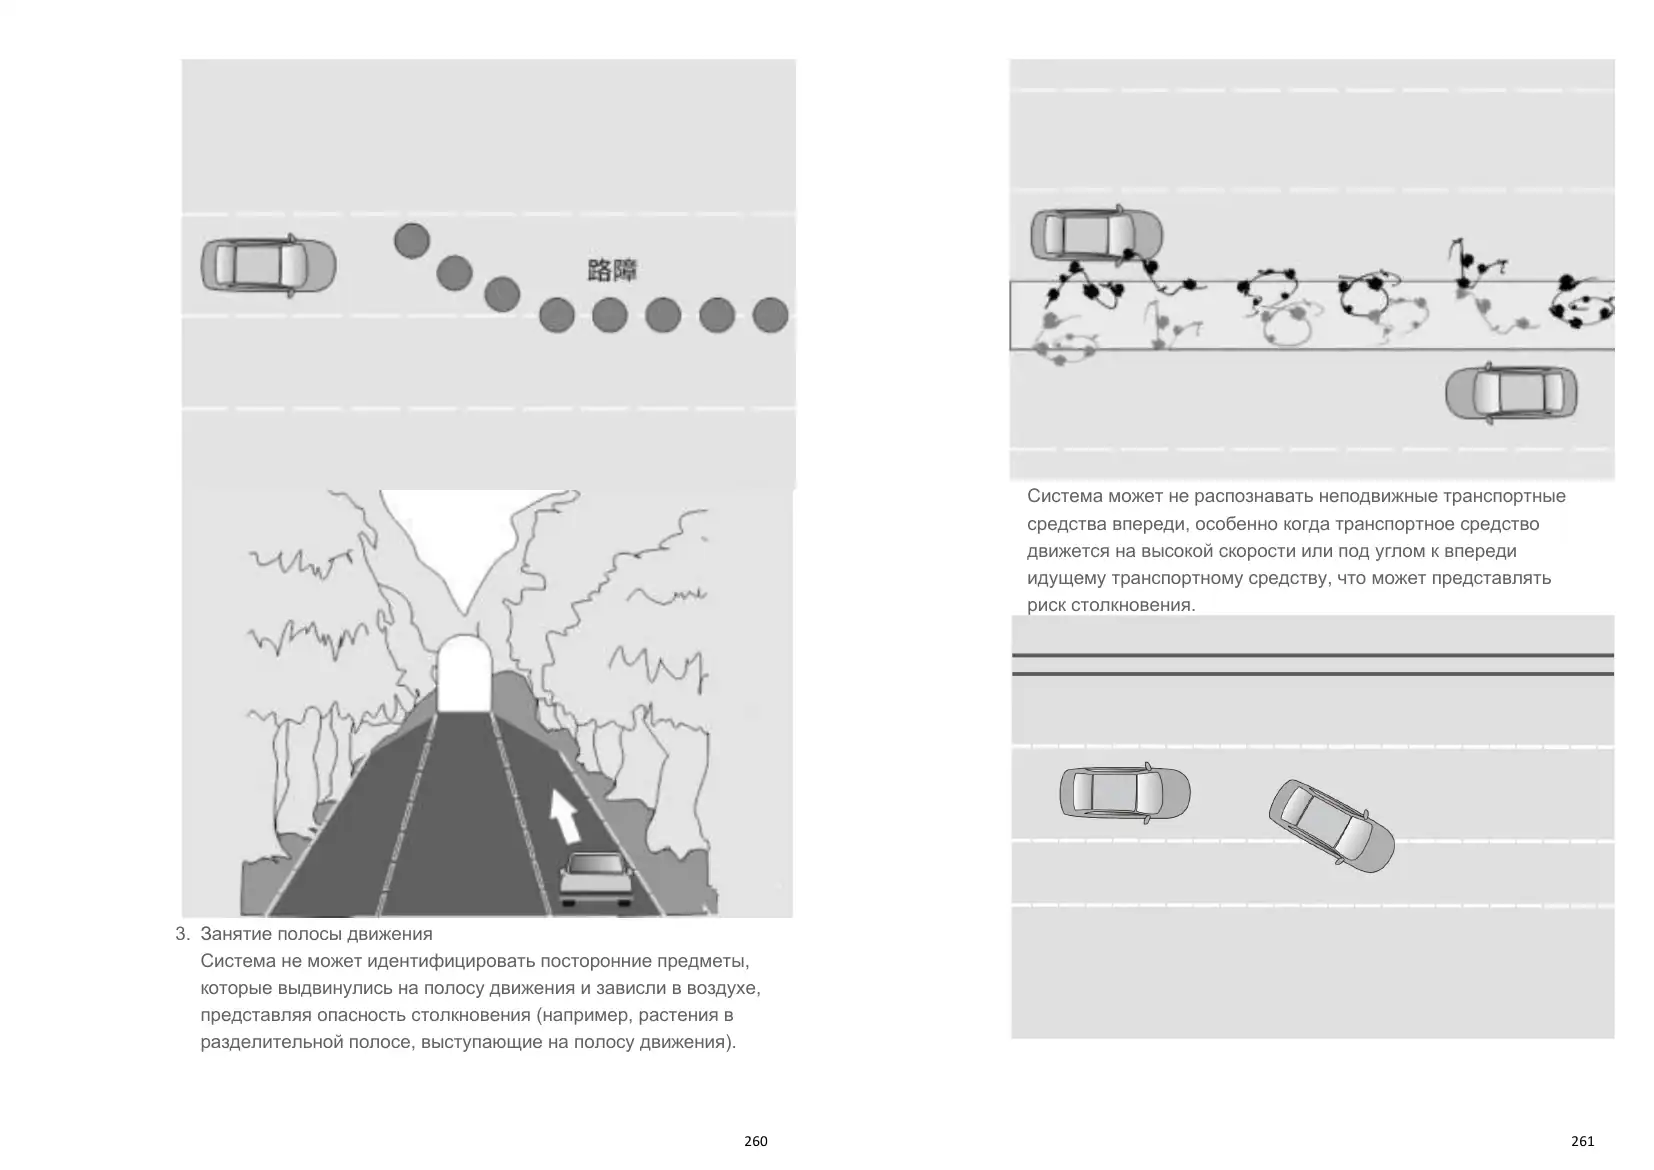 路障
3. Занятие полосы движения
Система не может идентифицировать посторонние предметы,
которые выдвинулись на полосу движения и зависли в воздухе,
представляя опасность столкновения (например, растения в
разделительной полосе, выступающие на полосу движения).
260
Система может не распознавать неподвижные транспортные
средства впереди, особенно когда транспортное средство
движется на высокой скорости или под углом к впереди
идущему транспортному средству, что может представлять
риск столкновения.
261